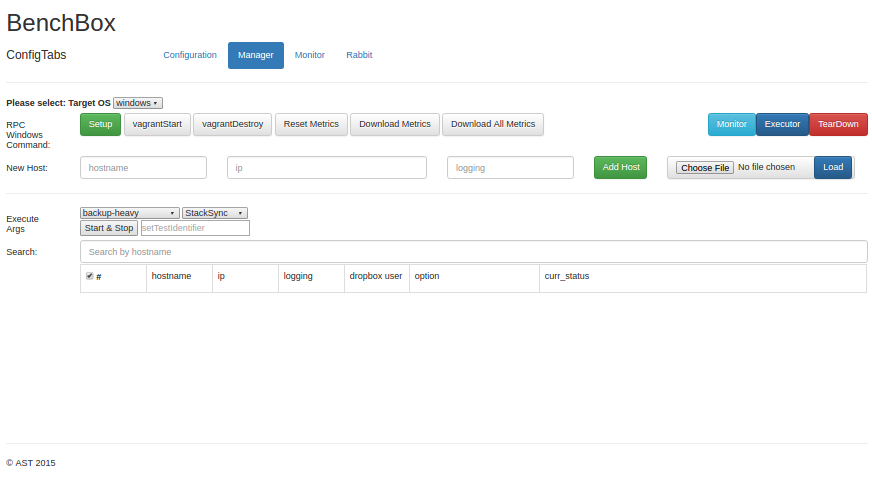 BenchBox
ConfigTabs Configuration Manager Monitor Rabbit
Please select: Target OS windows
RPC Windows Command: Setup vagrantStart vagrantDestroy Reset Metrics Download Metrics Download All Metrics Monitor Executor TearDown
New Host: hostname ip logging Add Host Choose File No file chosen Load
Execute Args backup-heavy StackSync
Start & Stop setTestIdentifier
Search: Search by hostname
# hostname ip logging dropbox user option curr_status
© AST 2015